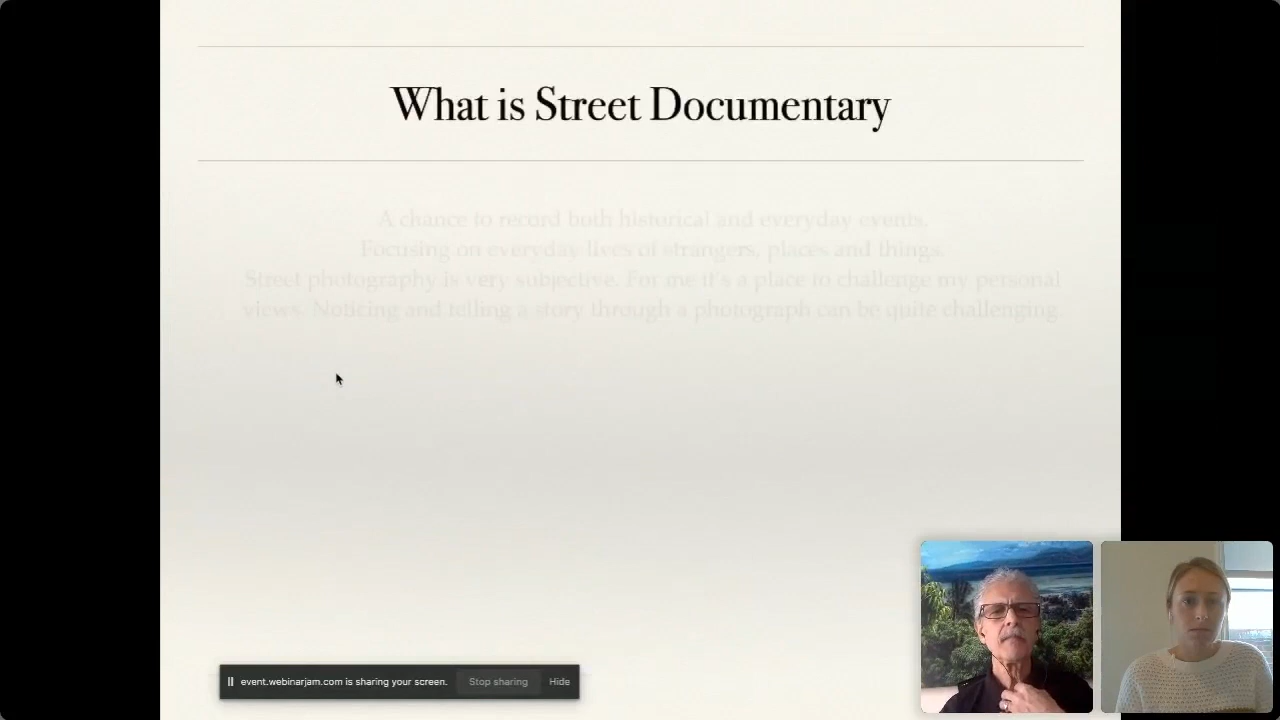 What is Street Documentary
A chance to record both historical and everyday events.
Focusing on everyday lives of strangers, places and things.
Street photography is very subjective. For me it's a place to challenge my personal
views. Noticing and telling a story through a photograph can be quite challenging
event.webinarjam.com is sharing your screen. Stop sharing Hide